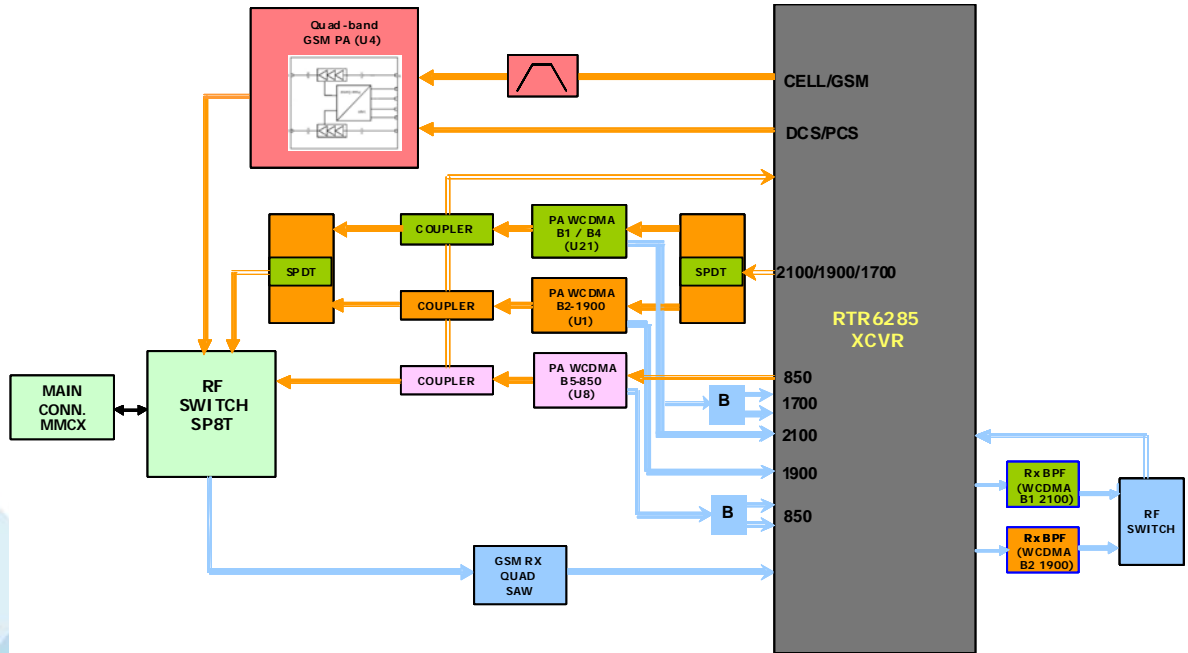 Quad-band
GSM PA (U4)
CELL/GSM
DCS/PCS
COUPLER
PA WCDMA
B1 / B4
(U21)
SPDT
SPDT
2100/1900/1700
COUPLER
PA WCDMA
B2-1900
(U1)
RTR6285
XCVR
MAIN
CONN.
MMCX
RF
SWITCH
SP8T
COUPLER
PA WCDMA
B5-850
(U8)
850
B
1700
2100
1900
B
850
Rx BPF
(WCDMA
B1 2100)
RF
SWITCH
Rx BPF
(WCDMA
B2 1900)
GSM RX
QUAD
SAW